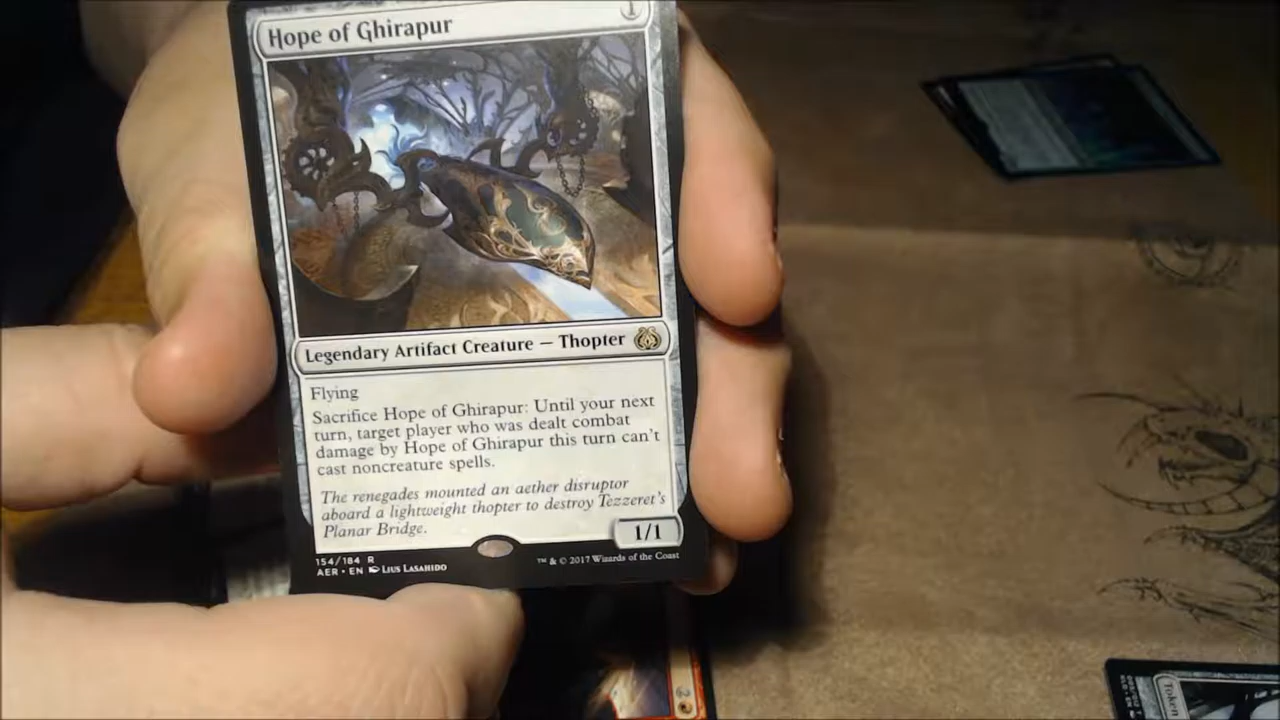 Hope of Ghirapur
1
Legendary Artifact Creature — Thopter
Flying
Sacrifice Hope of Ghirapur: Until your next
turn, target player who was dealt combat
damage by Hope of Ghirapur this turn can't
cast noncreature spells.
The renegades mounted an aether disruptor
aboard a lightweight thopter to destroy Tezzeret's
Planar Bridge.
1/1
154/184 R
AER • EN Lius Lasahido
™ & © 2017 Wizards of the Coast
2
Token